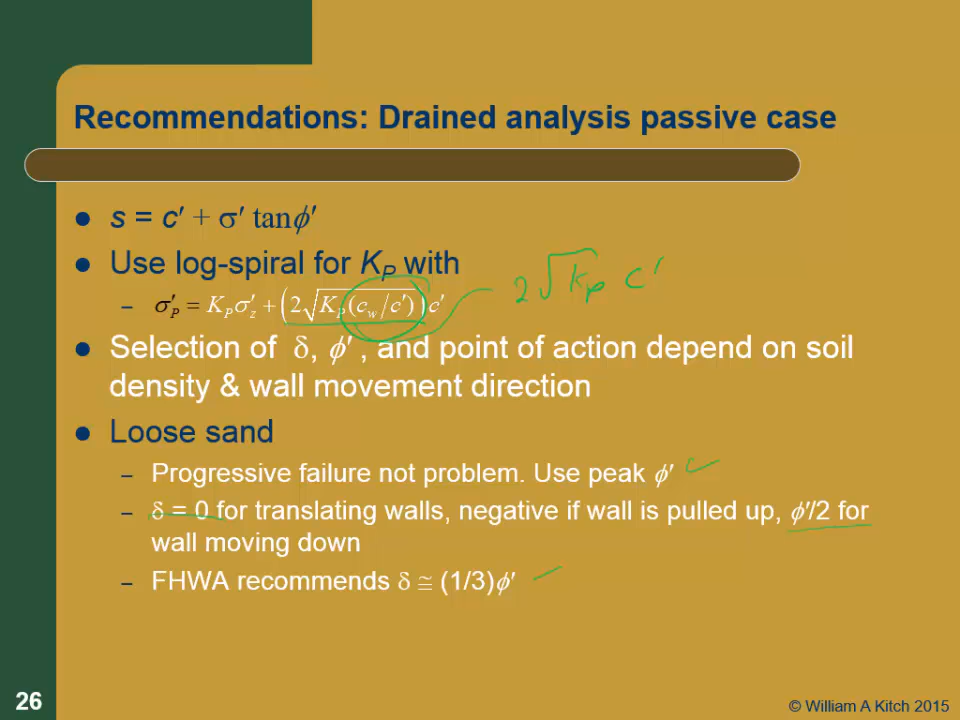 Recommendations: Drained analysis passive case
● s = c′ + σ′ tanϕ′
● Use log-spiral for K_P with
– σ′_P = K_P σ′_z + (2√K_P(c_w/c′))c′
2√k_p c′
● Selection of δ, ϕ′, and point of action depend on soil
density & wall movement direction
● Loose sand
– Progressive failure not problem. Use peak ϕ′
– δ = 0 for translating walls, negative if wall is pulled up, ϕ′/2 for
wall moving down
– FHWA recommends δ ≅ (1/3)ϕ′
26
© William A Kitch 2015